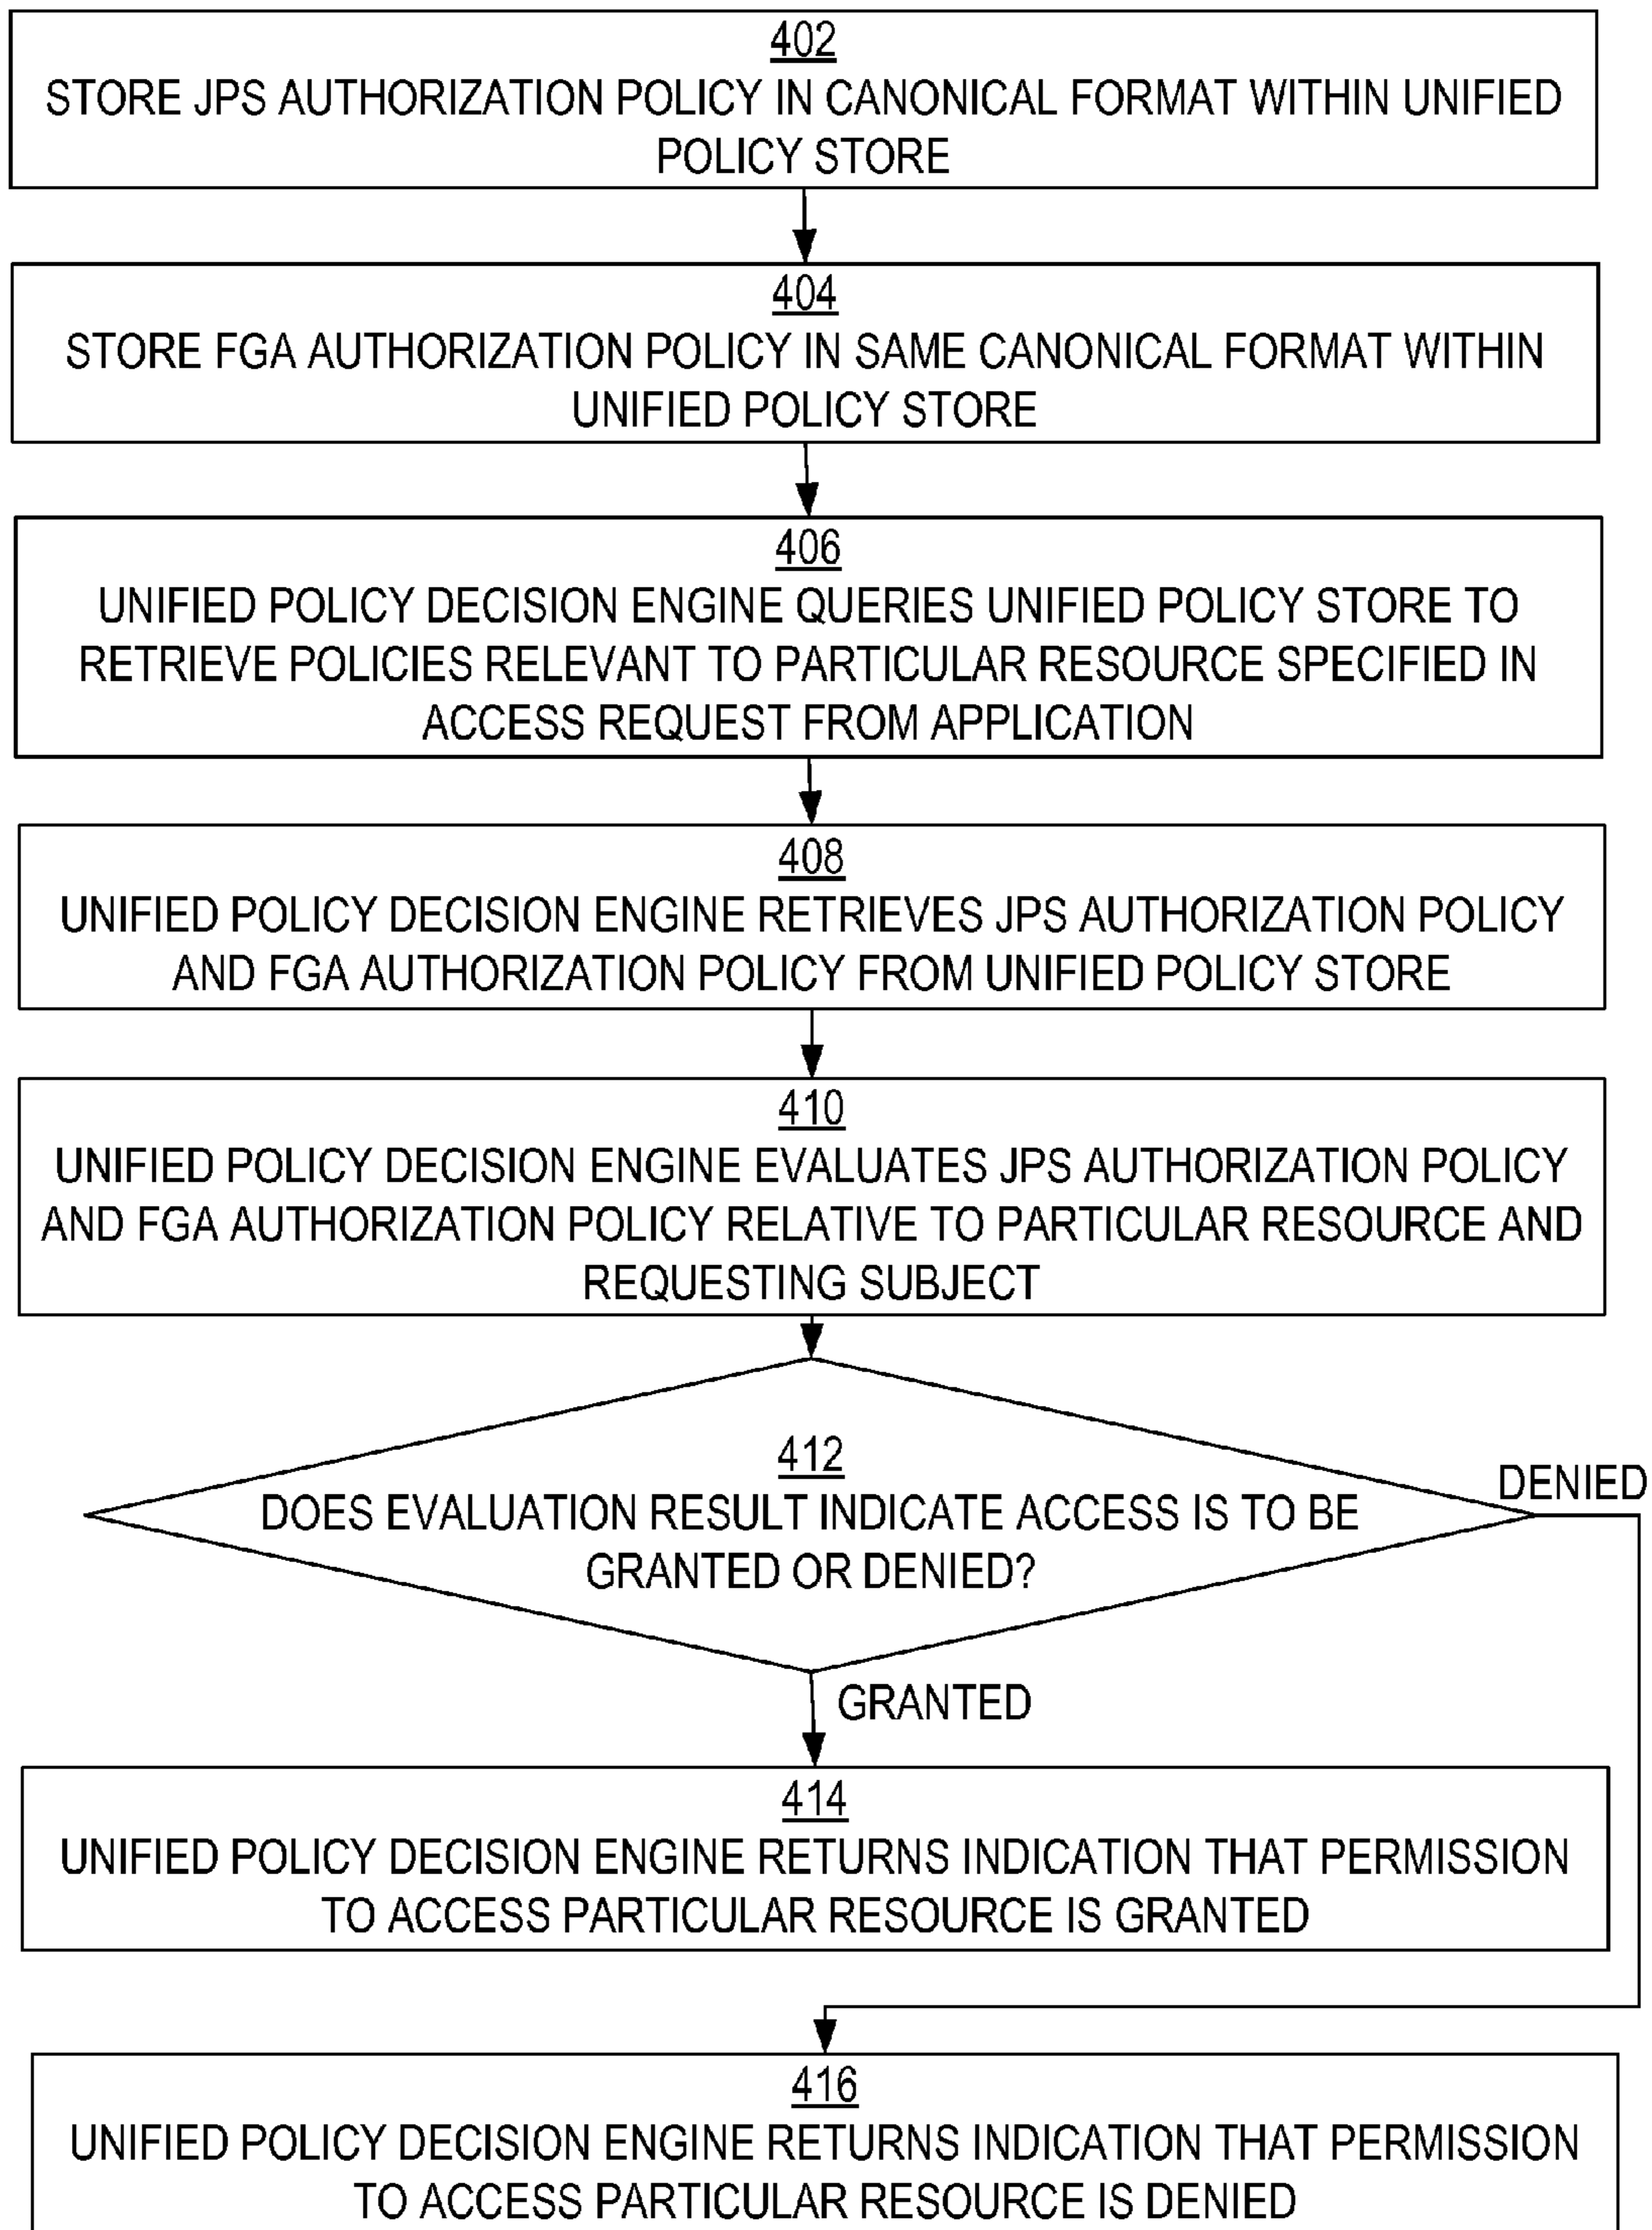 402
STORE JPS AUTHORIZATION POLICY IN CANONICAL FORMAT WITHIN UNIFIED
POLICY STORE
404
STORE FGA AUTHORIZATION POLICY IN SAME CANONICAL FORMAT WITHIN
UNIFIED POLICY STORE
406
UNIFIED POLICY DECISION ENGINE QUERIES UNIFIED POLICY STORE TO
RETRIEVE POLICIES RELEVANT TO PARTICULAR RESOURCE SPECIFIED IN
ACCESS REQUEST FROM APPLICATION
408
UNIFIED POLICY DECISION ENGINE RETRIEVES JPS AUTHORIZATION POLICY
AND FGA AUTHORIZATION POLICY FROM UNIFIED POLICY STORE
410
UNIFIED POLICY DECISION ENGINE EVALUATES JPS AUTHORIZATION POLICY
AND FGA AUTHORIZATION POLICY RELATIVE TO PARTICULAR RESOURCE AND
REQUESTING SUBJECT
412
DOES EVALUATION RESULT INDICATE ACCESS IS TO BE
GRANTED OR DENIED?
DENIED
GRANTED
414
UNIFIED POLICY DECISION ENGINE RETURNS INDICATION THAT PERMISSION
TO ACCESS PARTICULAR RESOURCE IS GRANTED
416
UNIFIED POLICY DECISION ENGINE RETURNS INDICATION THAT PERMISSION
TO ACCESS PARTICULAR RESOURCE IS DENIED